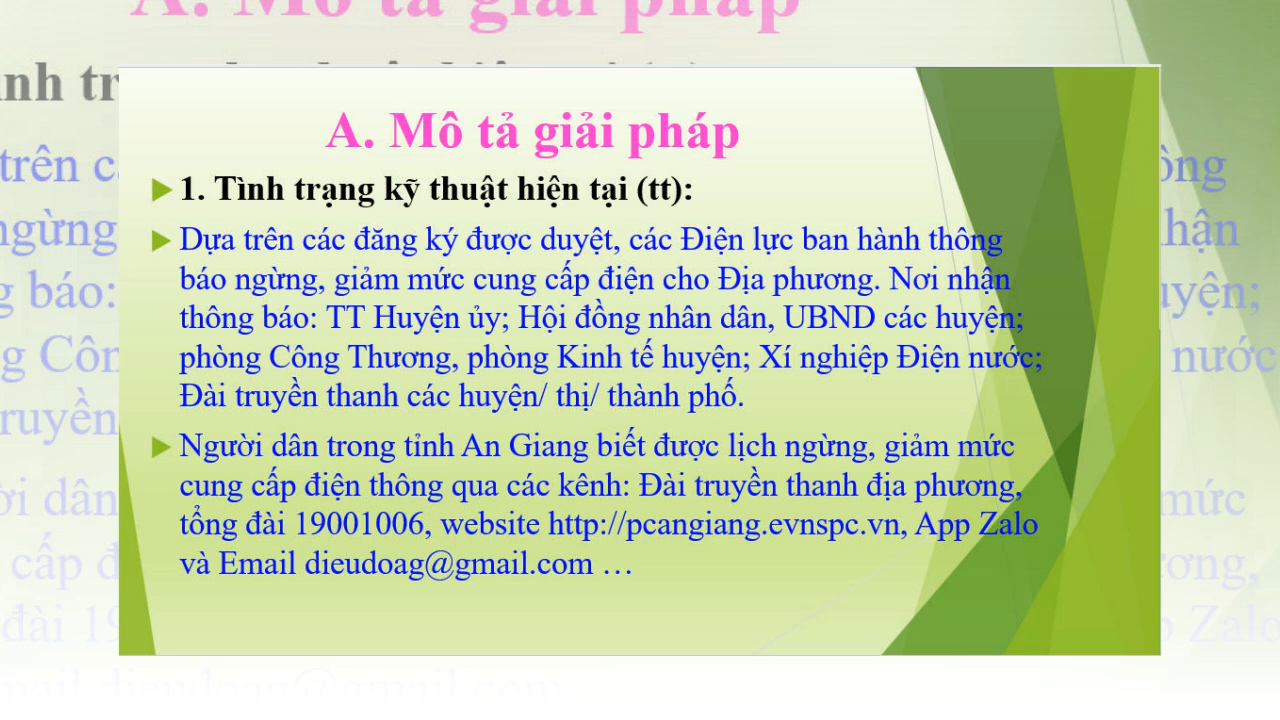 A. Mô tả giải pháp
1. Tình trạng kỹ thuật hiện tại (tt):
Dựa trên các đăng ký được duyệt, các Điện lực ban hành thông
báo ngừng, giảm mức cung cấp điện cho Địa phương. Nơi nhận
thông báo: TT Huyện ủy; Hội đồng nhân dân, UBND các huyện;
phòng Công Thương, phòng Kinh tế huyện; Xí nghiệp Điện nước;
Đài truyền thanh các huyện/ thị/ thành phố.
Người dân trong tỉnh An Giang biết được lịch ngừng, giảm mức
cung cấp điện thông qua các kênh: Đài truyền thanh địa phương,
tổng đài 19001006, website http://pcangiang.evnspc.vn, App Zalo
và Email dieudoag@gmail.com …